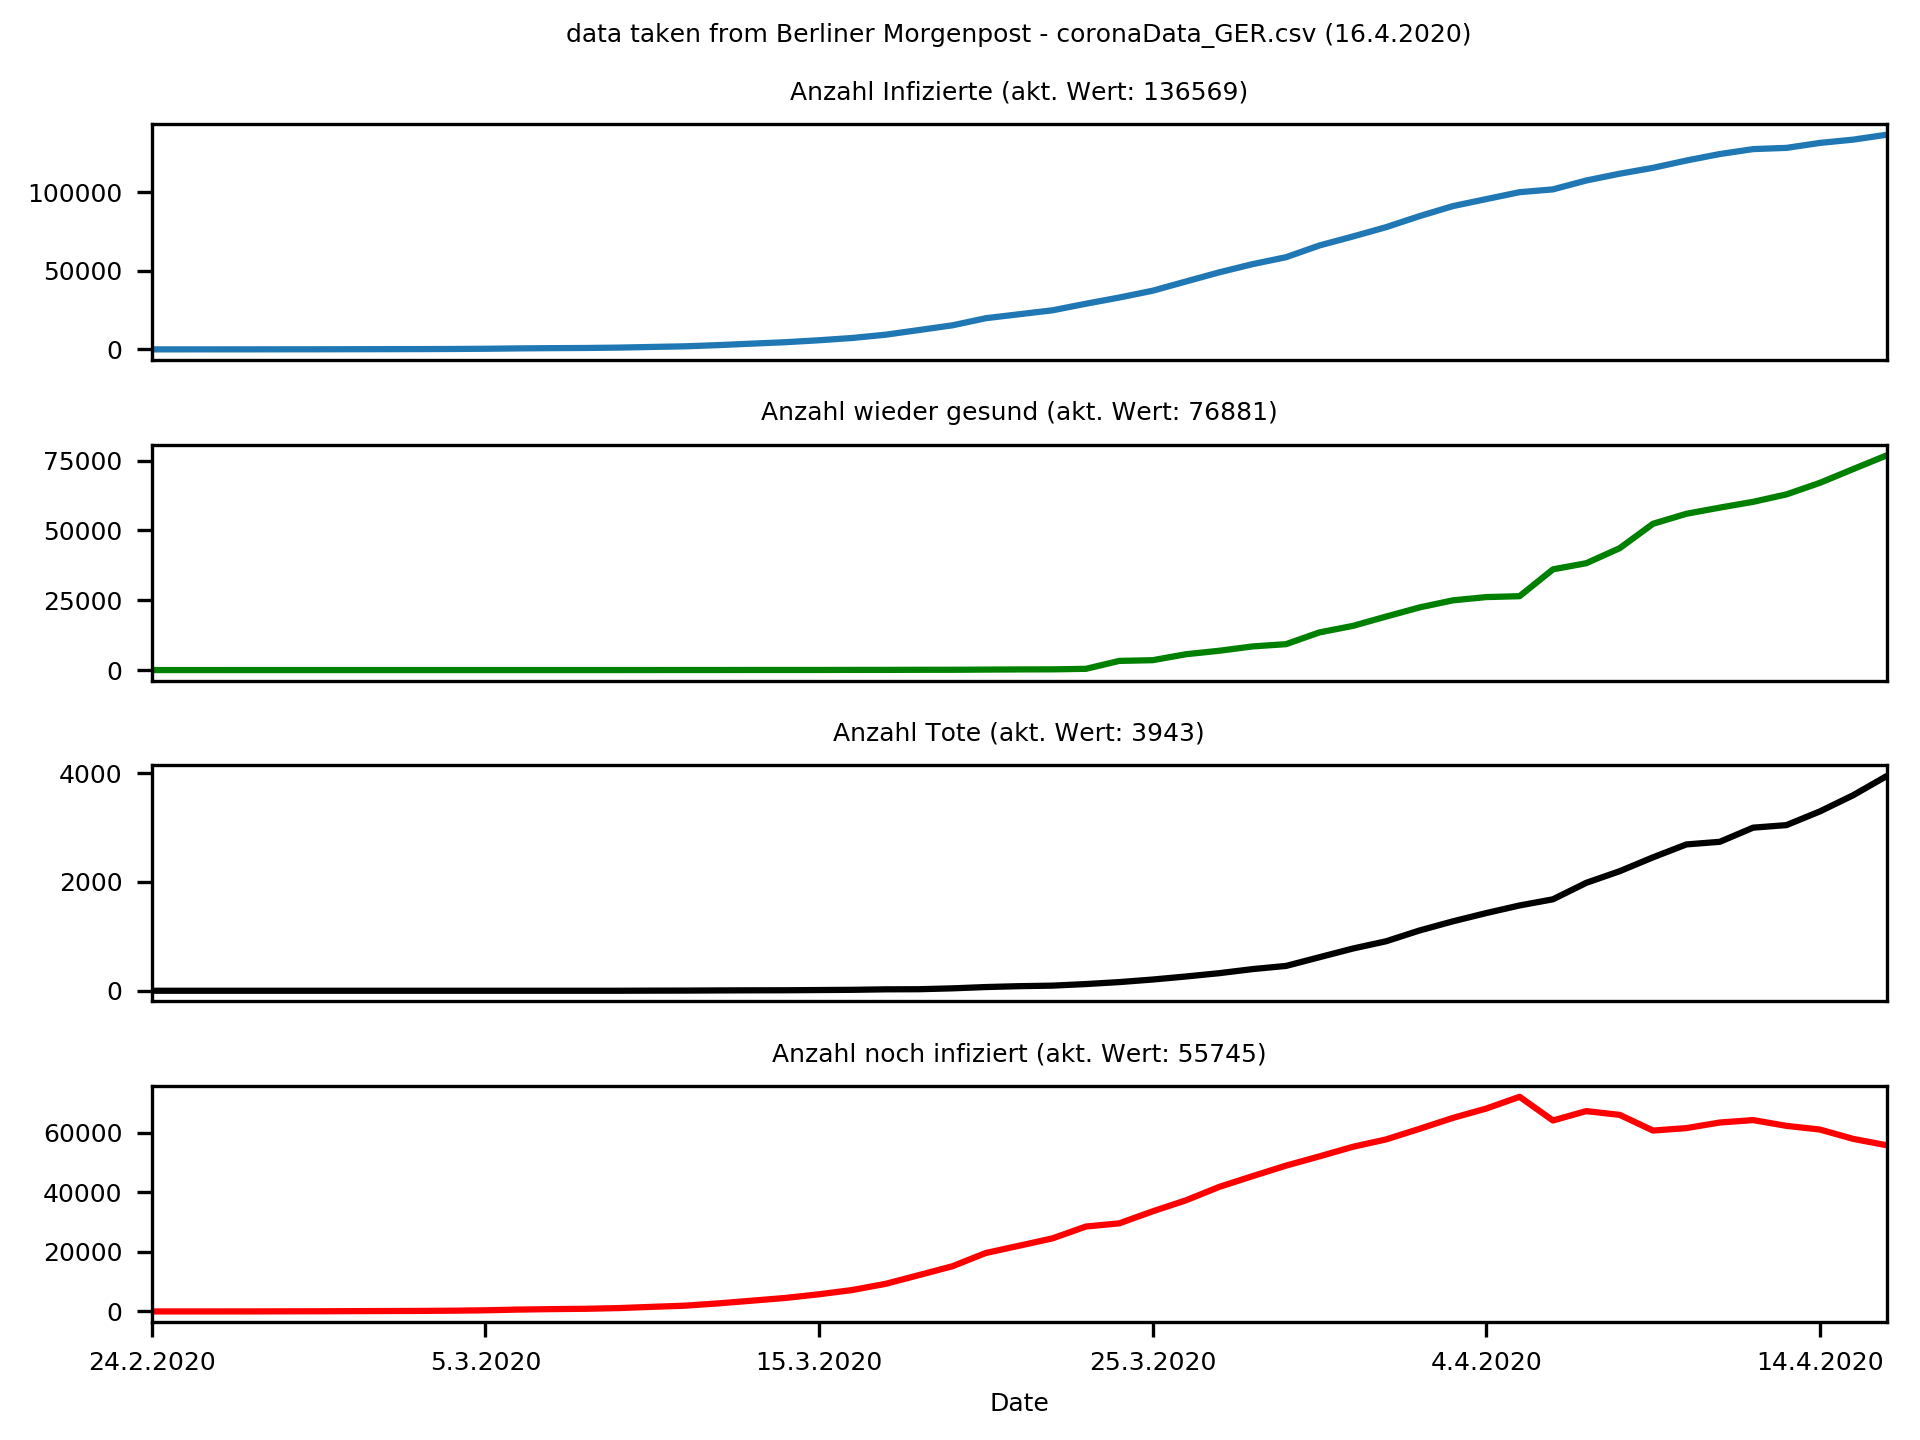 data taken from Berliner Morgenpost - coronaData_GER.csv (16.4.2020)
Anzahl Infizierte (akt. Wert: 136569)
100000
50000
0
Anzahl wieder gesund (akt. Wert: 76881)
75000
50000
25000
0
Anzahl Tote (akt. Wert: 3943)
4000
2000
0
Anzahl noch infiziert (akt. Wert: 55745)
60000
40000
20000
0
24.2.2020 5.3.2020 15.3.2020 25.3.2020 4.4.2020 14.4.2020
Date